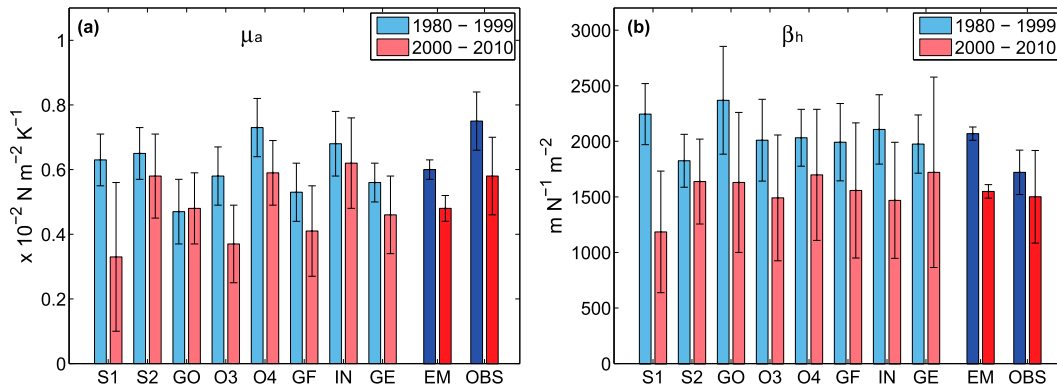 (a)
μa
1980 − 1999
2000 − 2010
x 10−2 N m−2 K−1
1
0.8
0.6
0.4
0.2
0
S1 S2 GO O3 O4 GF IN GE EM OBS
(b)
βh
1980 − 1999
2000 − 2010
m N−1 m−2
3000
2500
2000
1500
1000
500
0
S1 S2 GO O3 O4 GF IN GE EM OBS